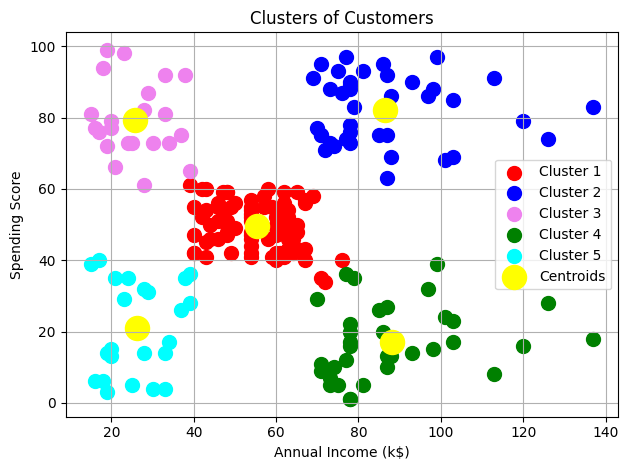 Clusters of Customers
100
80
60
40
20
0
Spending Score
20
40
60
80
100
120
140
Annual Income (k$)
Cluster 1
Cluster 2
Cluster 3
Cluster 4
Cluster 5
Centroids